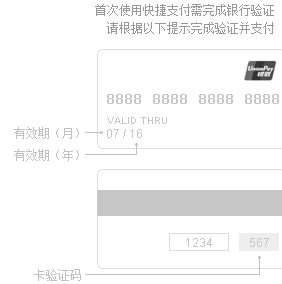 首次使用快捷支付需完成银行验证
请根据以下提示完成验证并支付
UnionPay
银联
8888 8888 8888 8888
VALID THRU
有效期（月） 07 / 16
有效期（年）
1234 567
卡验证码